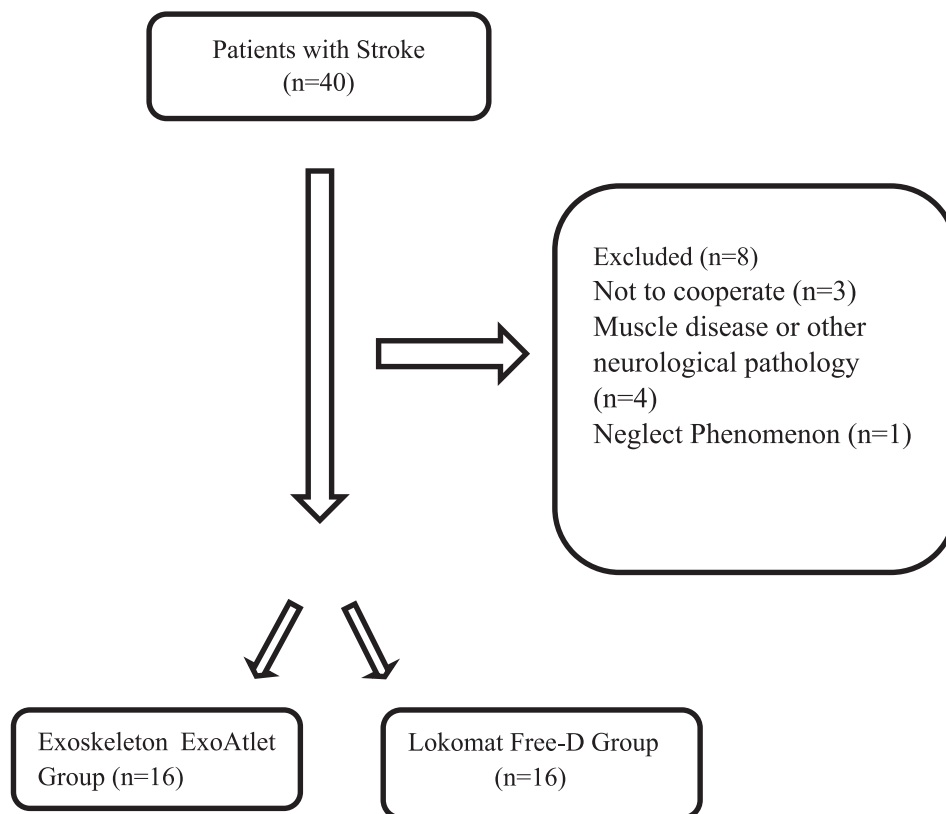 Patients with Stroke
(n=40)
Excluded (n=8)
Not to cooperate (n=3)
Muscle disease or other
neurological pathology
(n=4)
Neglect Phenomenon (n=1)
Exoskeleton ExoAtlet
Group (n=16)
Lokomat Free-D Group
(n=16)